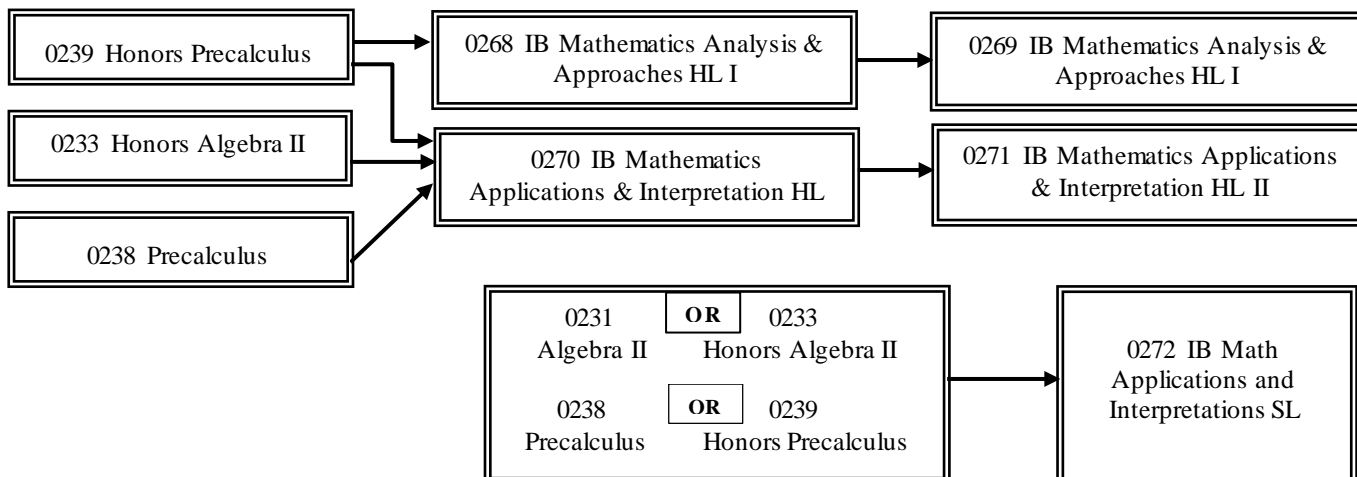 0239 Honors Precalculus
0268 IB Mathematics Analysis &
Approaches HL I
0269 IB Mathematics Analysis &
Approaches HL I
0233 Honors Algebra II
0270 IB Mathematics
Applications & Interpretation HL
0271 IB Mathematics Applications
& Interpretation HL II
0238 Precalculus
0231 OR 0233
Algebra II Honors Algebra II
0238 OR 0239
Precalculus Honors Precalculus
0272 IB Math
Applications and
Interpretations SL